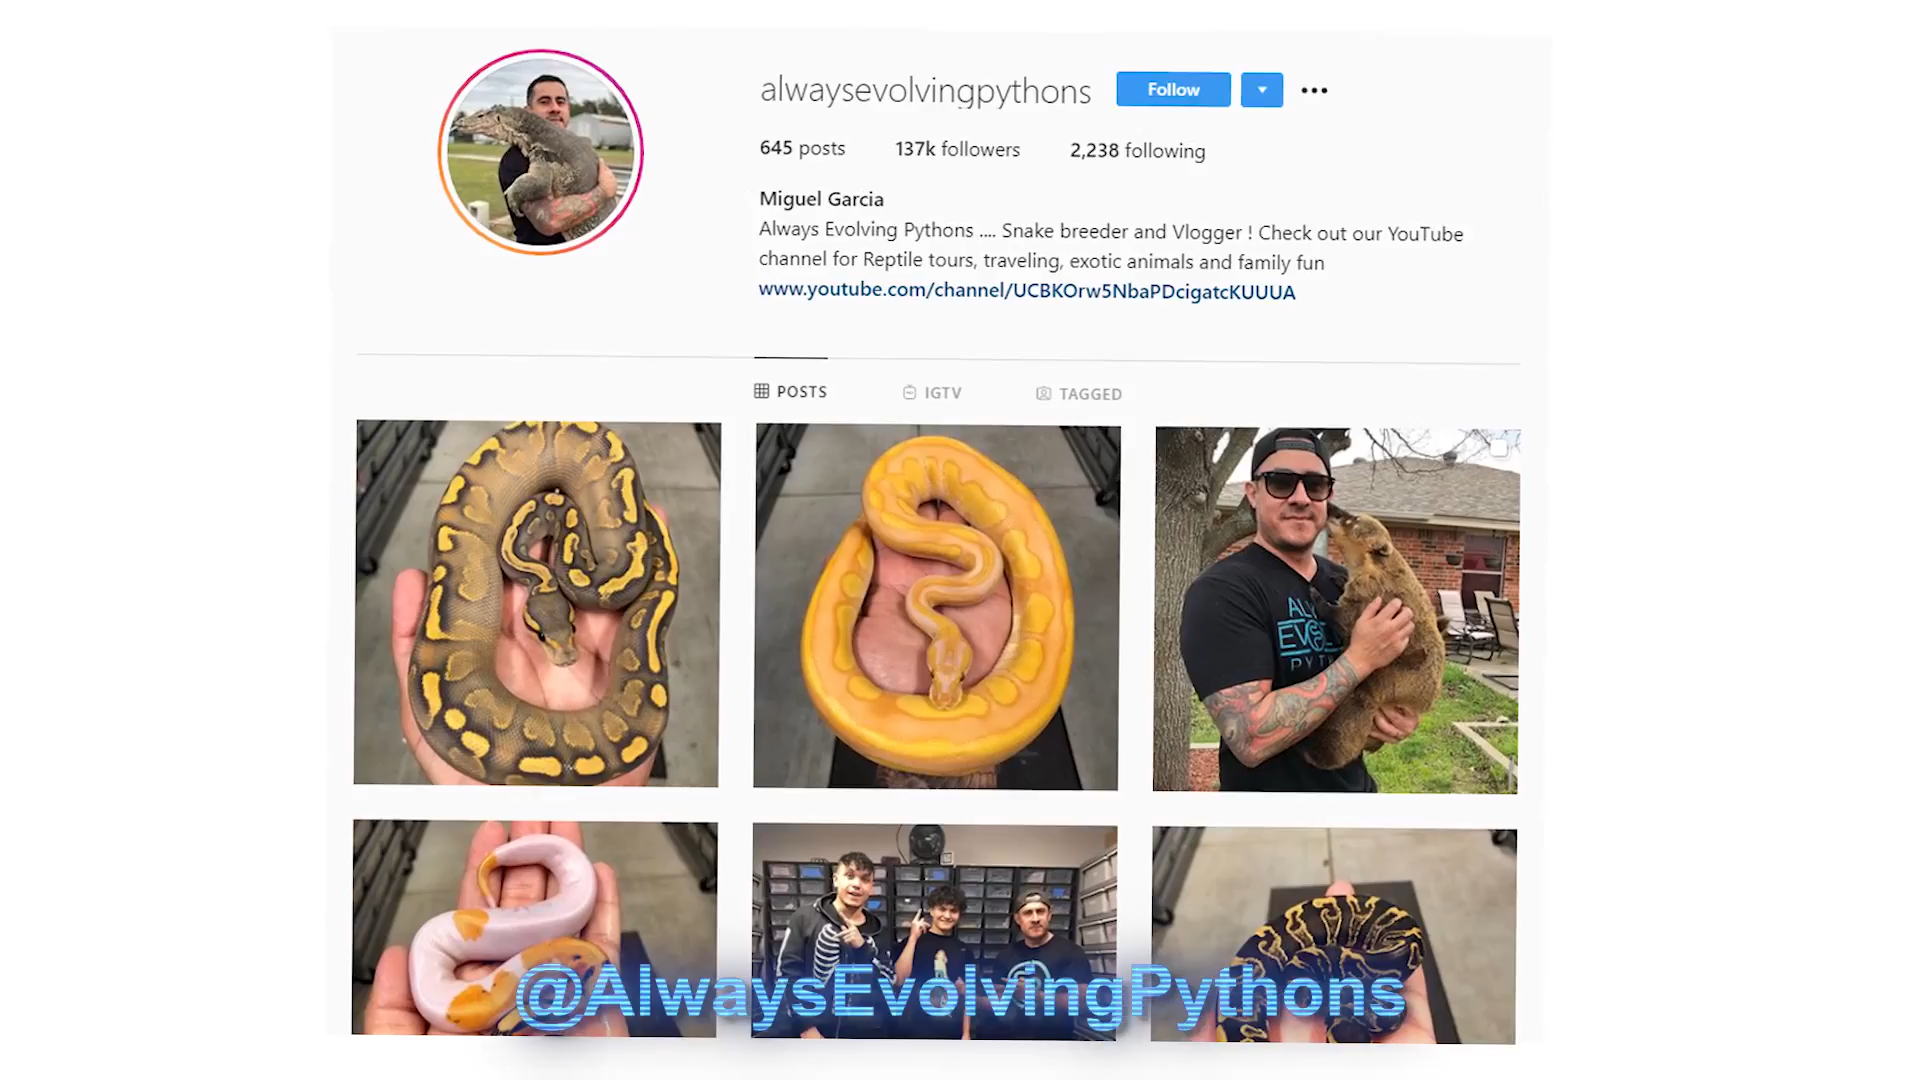 alwaysevolvingpythons Follow
645 posts 137k followers 2,238 following
Miguel Garcia
Always Evolving Pythons .... Snake breeder and Vlogger ! Check out our YouTube
channel for Reptile tours, traveling, exotic animals and family fun
www.youtube.com/channel/UCBKOrw5NbaPDcigatcKUUUA
POSTS IGTV TAGGED
@AlwaysEvolvingPythons